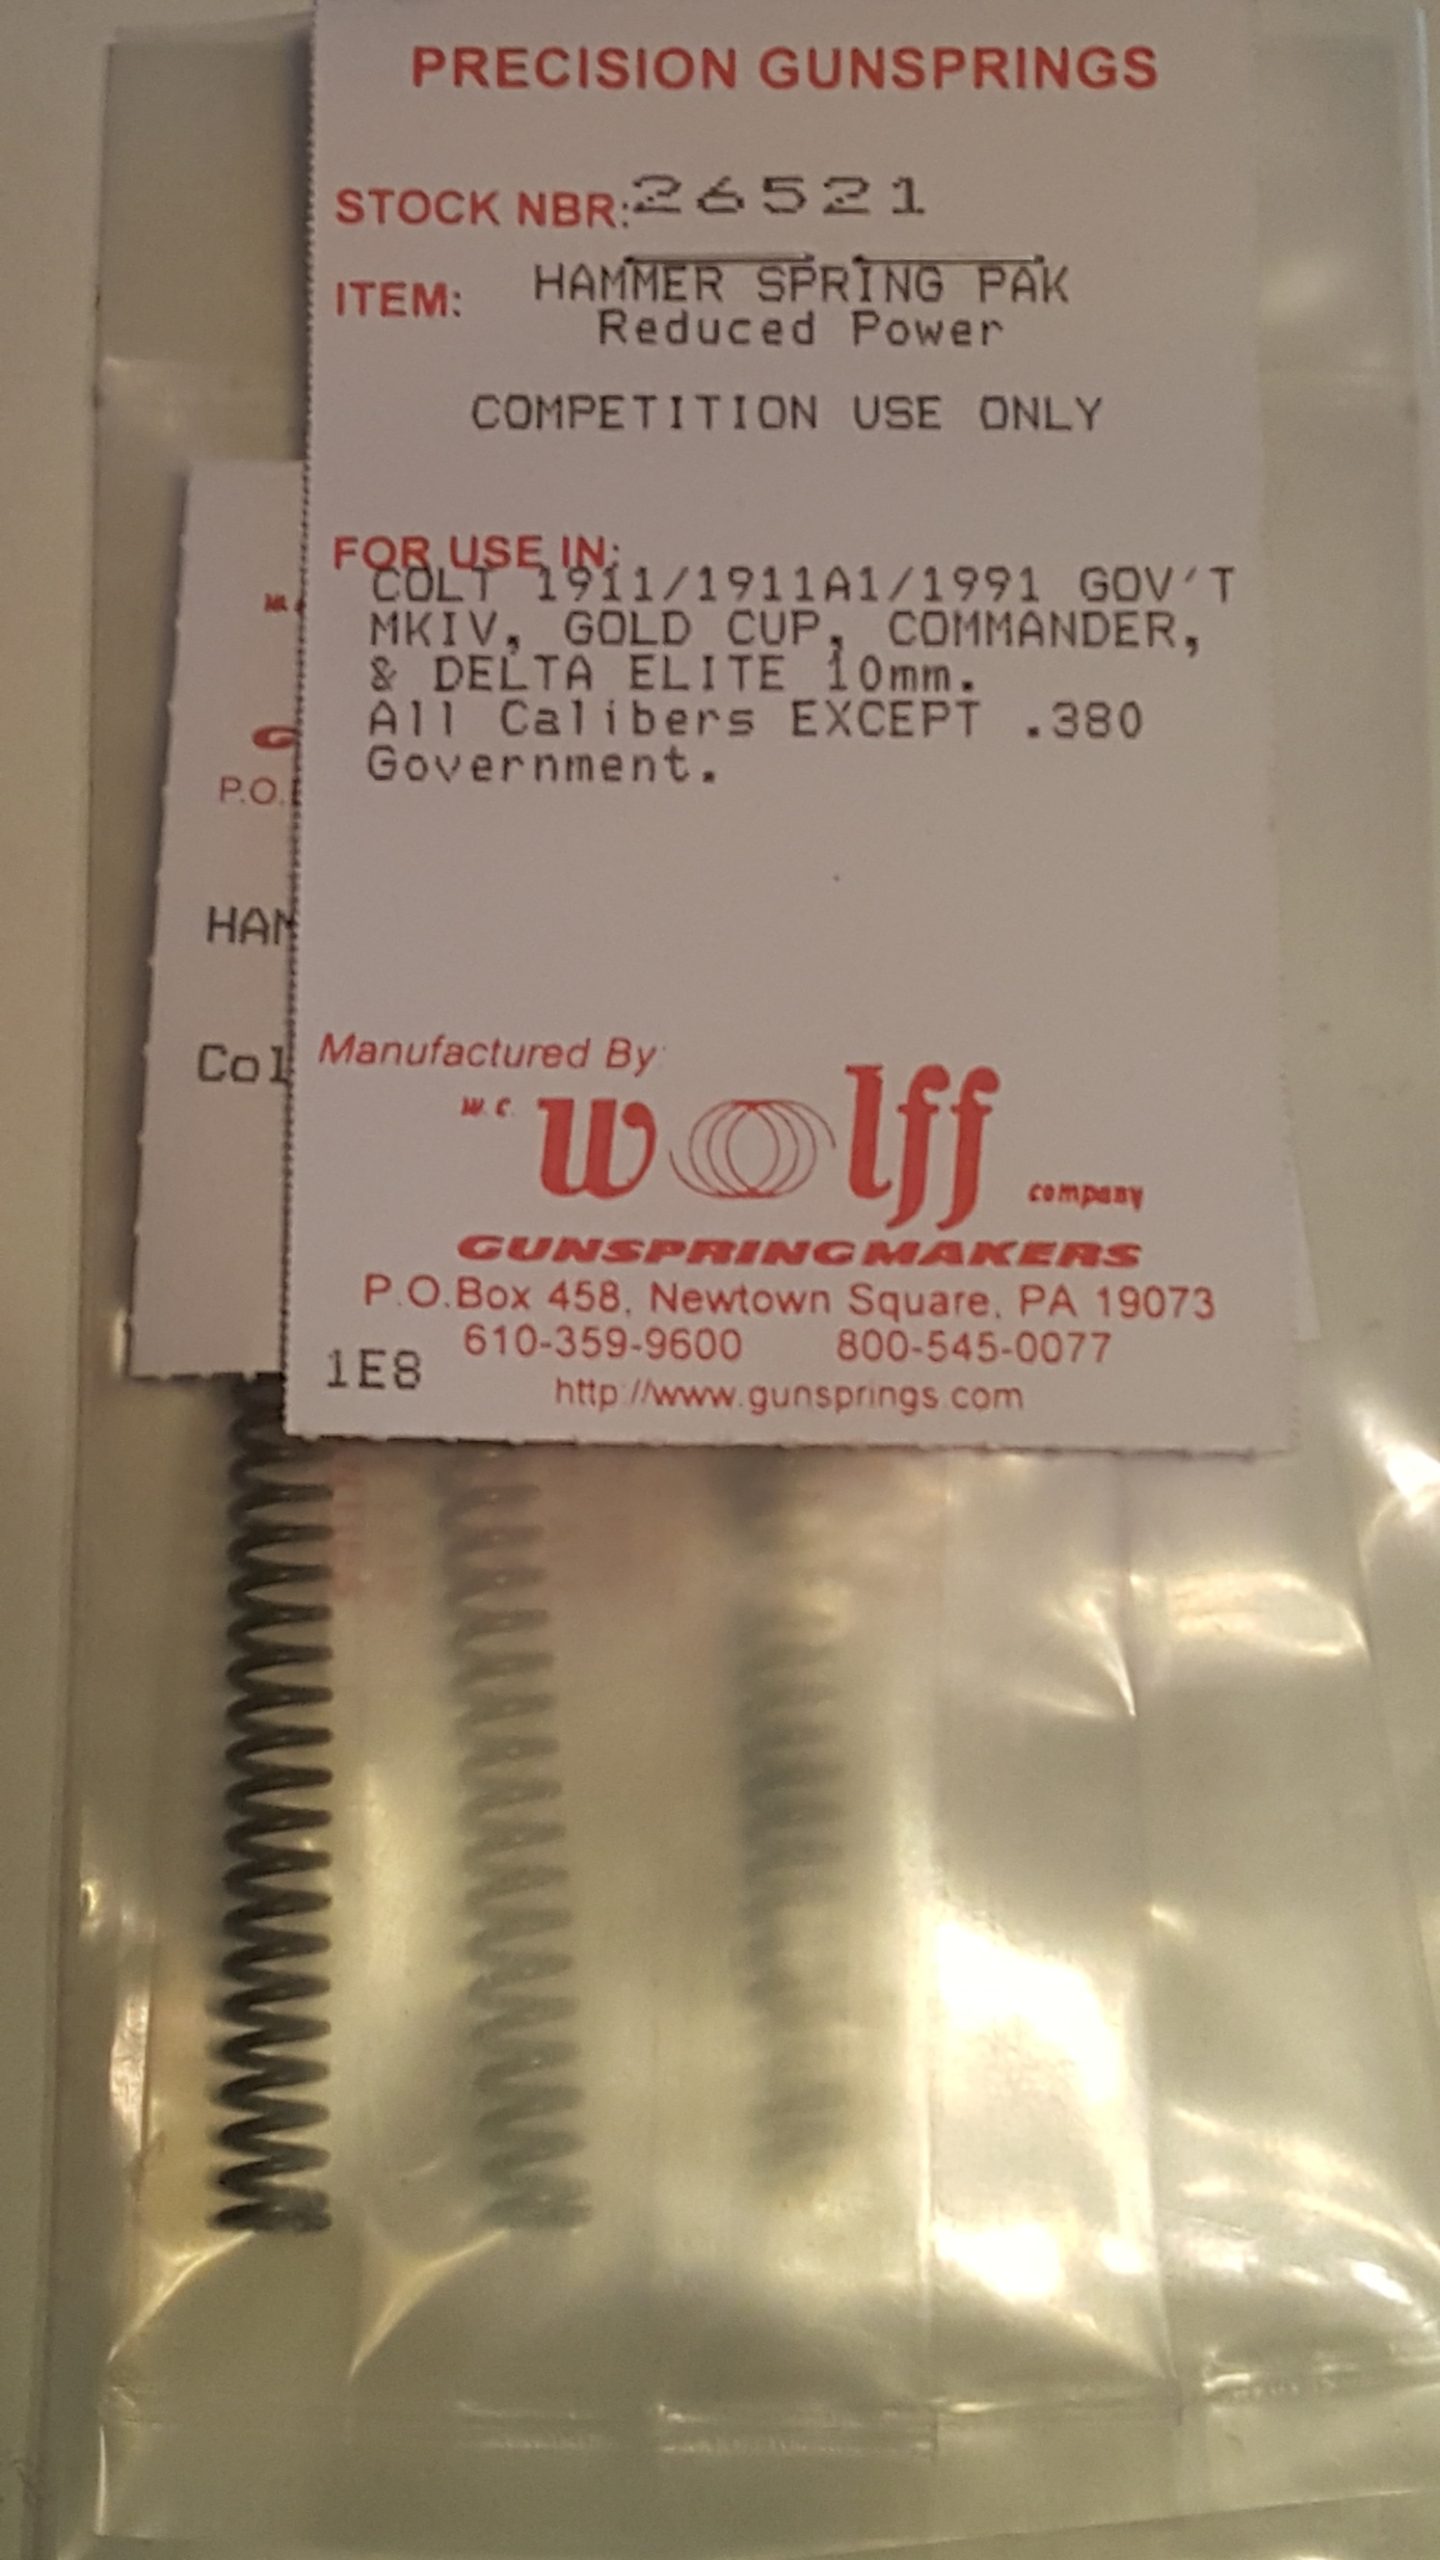 PRECISION GUNSPRINGS
STOCK NBR: 26521
ITEM: HAMMER SPRING PAK
Reduced Power
COMPETITION USE ONLY
FOR USE IN:
COLT 1911/1911A1/1991 GOV'T
MKIV, GOLD CUP, COMMANDER,
& DELTA ELITE 10mm.
All Calibers EXCEPT .380
Government.
Manufactured By
W.C. wolff company
GUNSPRINGMAKERS
P.O.Box 458, Newtown Square, PA 19073
610-359-9600 800-545-0077
1E8
http://www.gunsprings.com
G
P.O.
HAM
Col